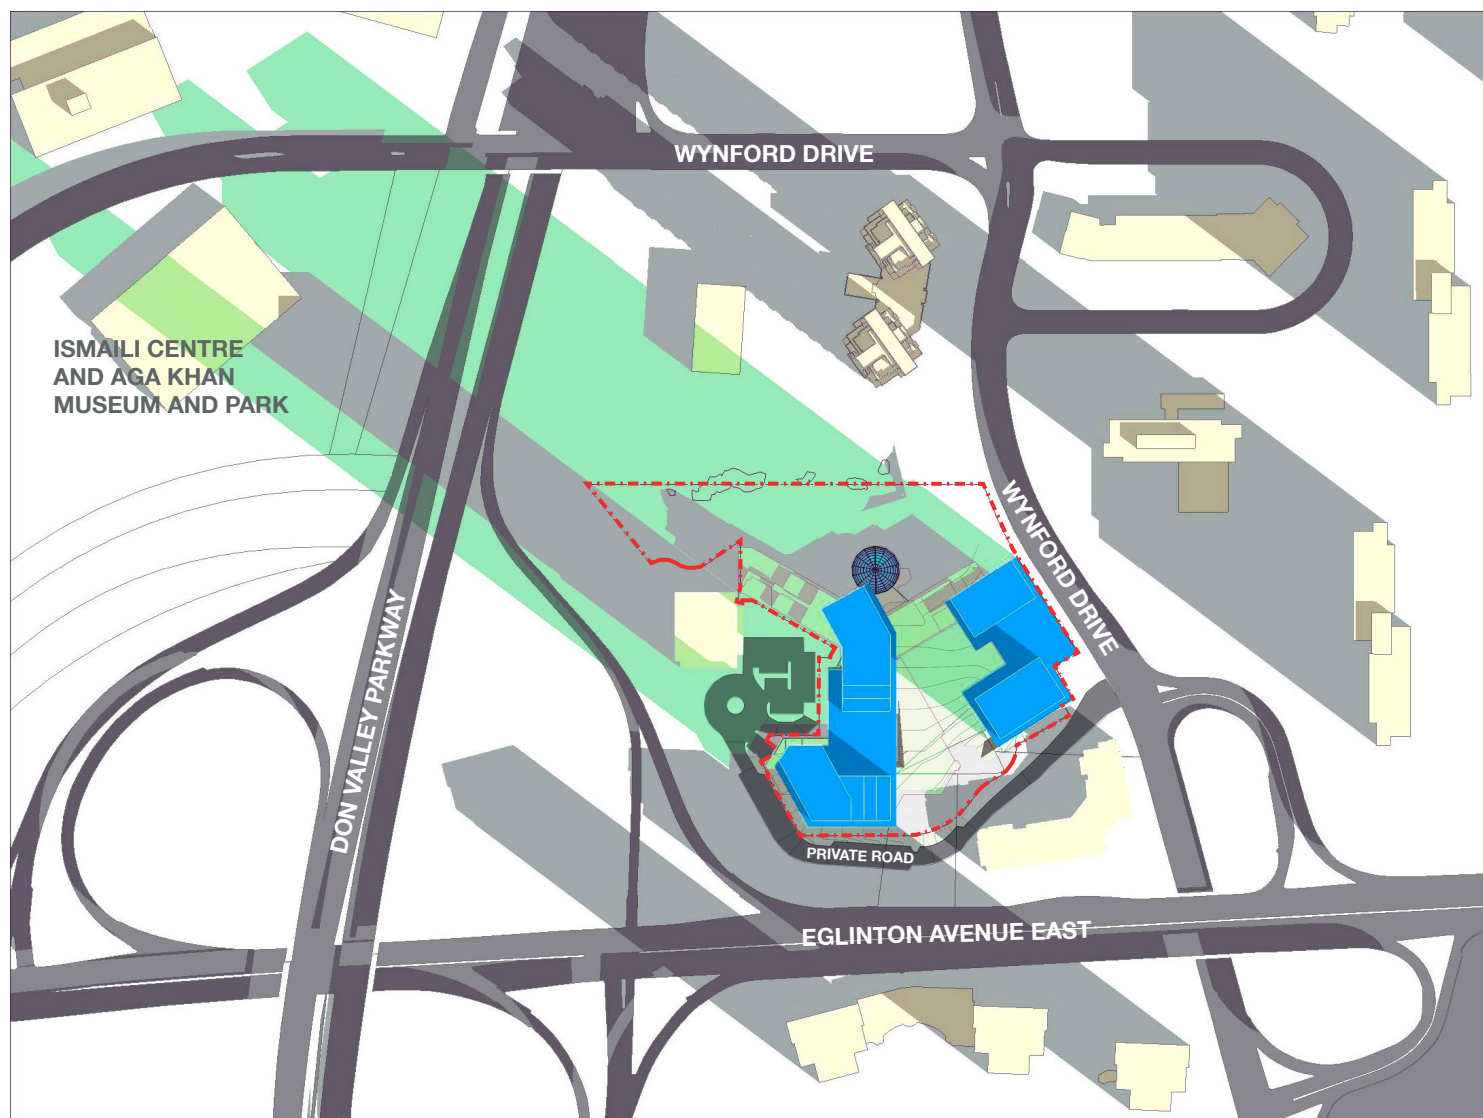 WYNFORD DRIVE
ISMAILI CENTRE
AND AGA KHAN
MUSEUM AND PARK
WYNFORD DRIVE
DON VALLEY PARKWAY
PRIVATE ROAD
EGLINTON AVENUE EAST